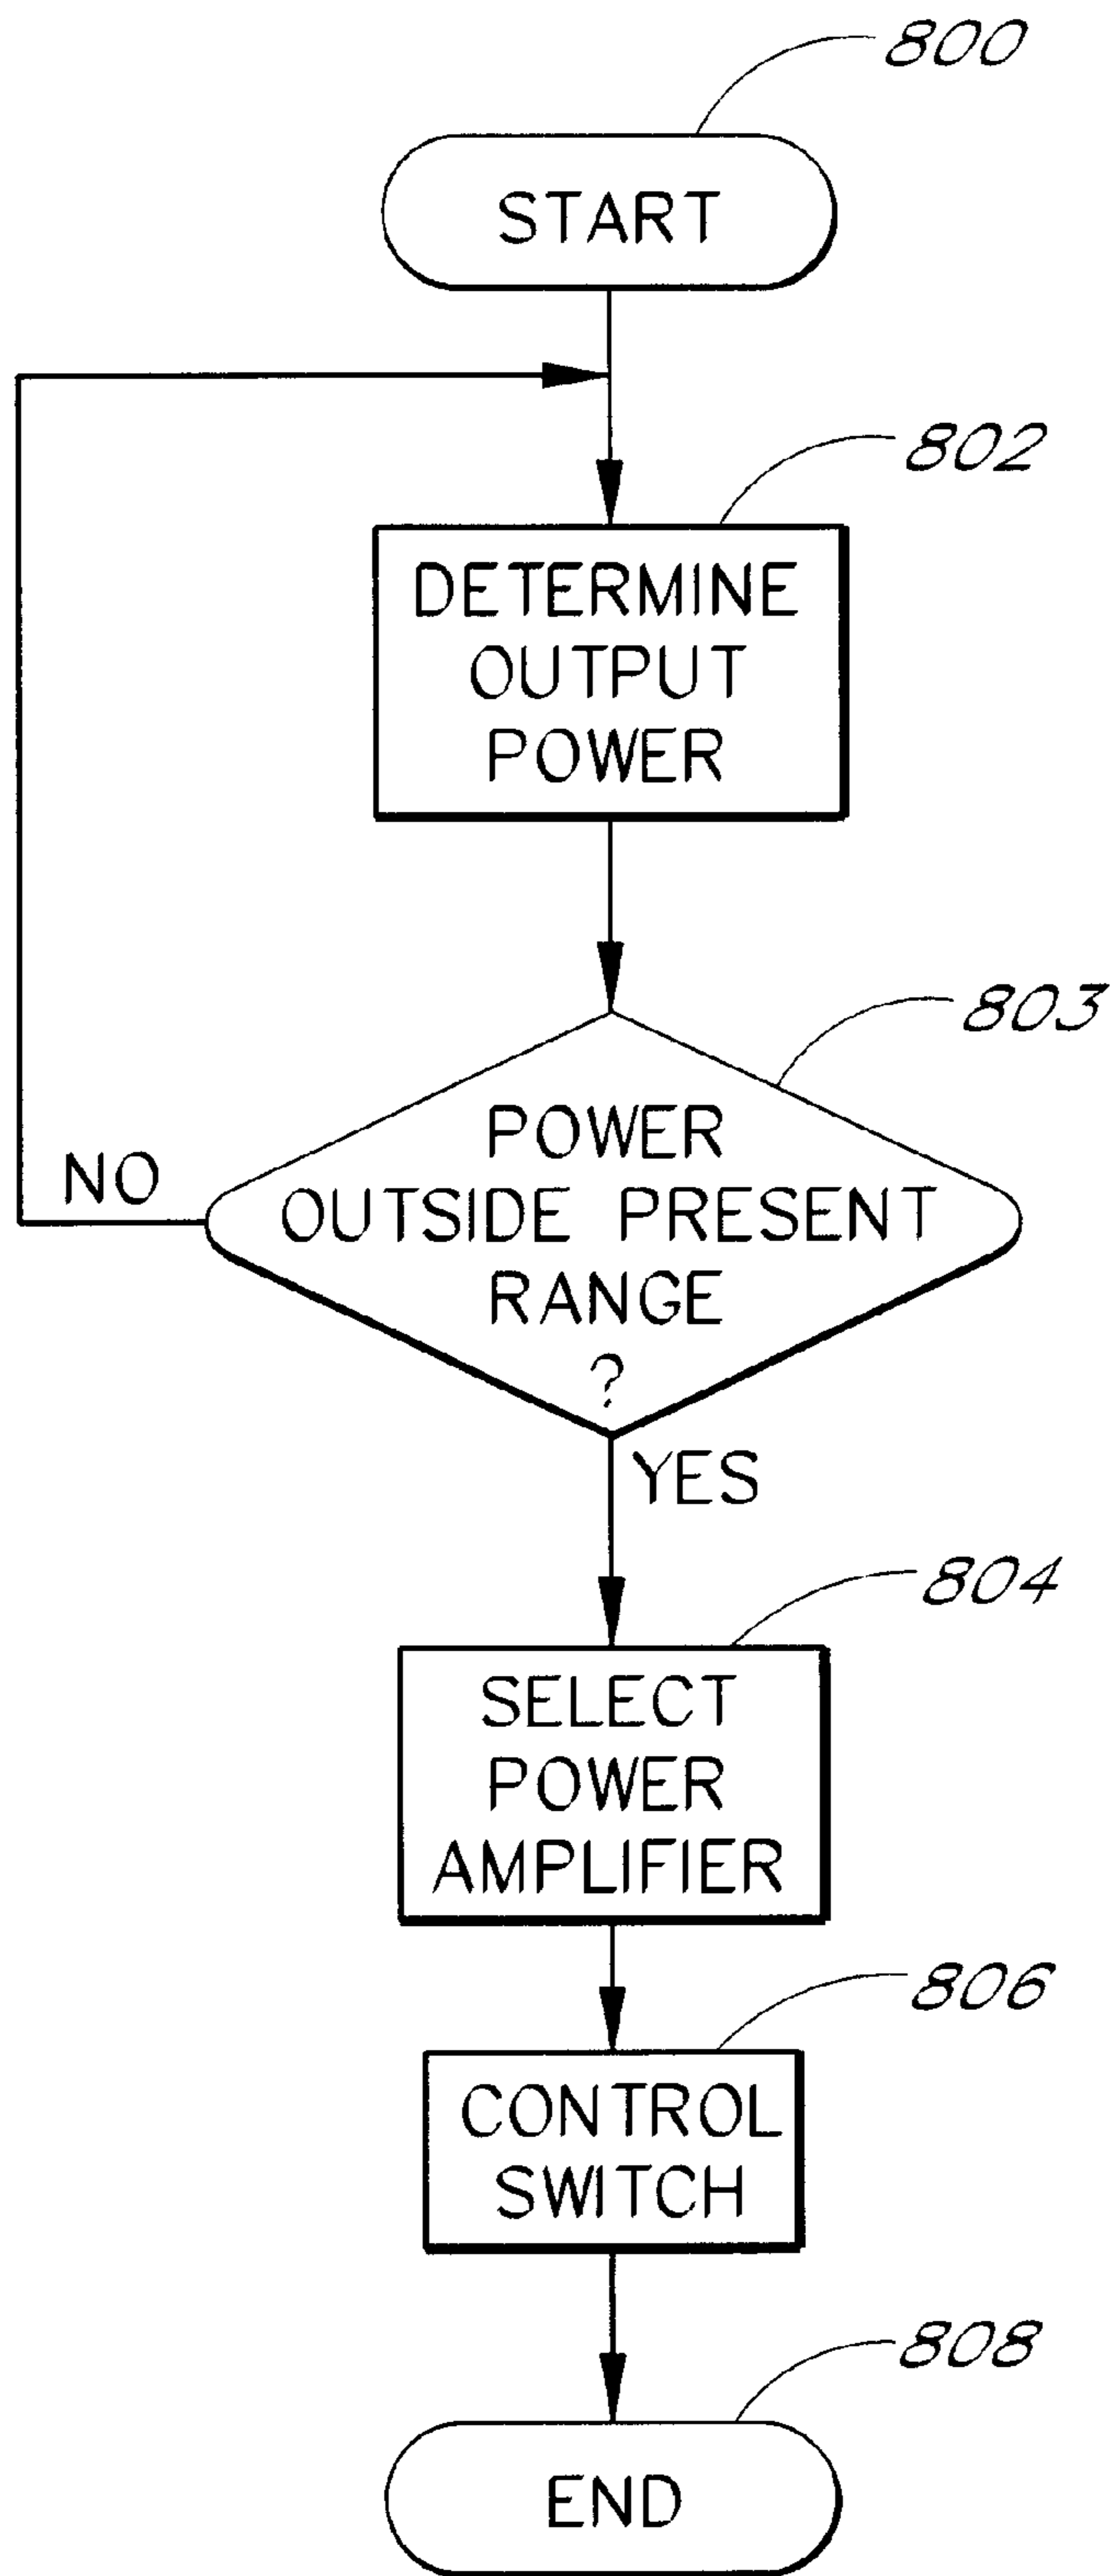 800
START
802
DETERMINE
OUTPUT
POWER
803
POWER
OUTSIDE PRESENT
RANGE
?
NO
YES
804
SELECT
POWER
AMPLIFIER
806
CONTROL
SWITCH
808
END